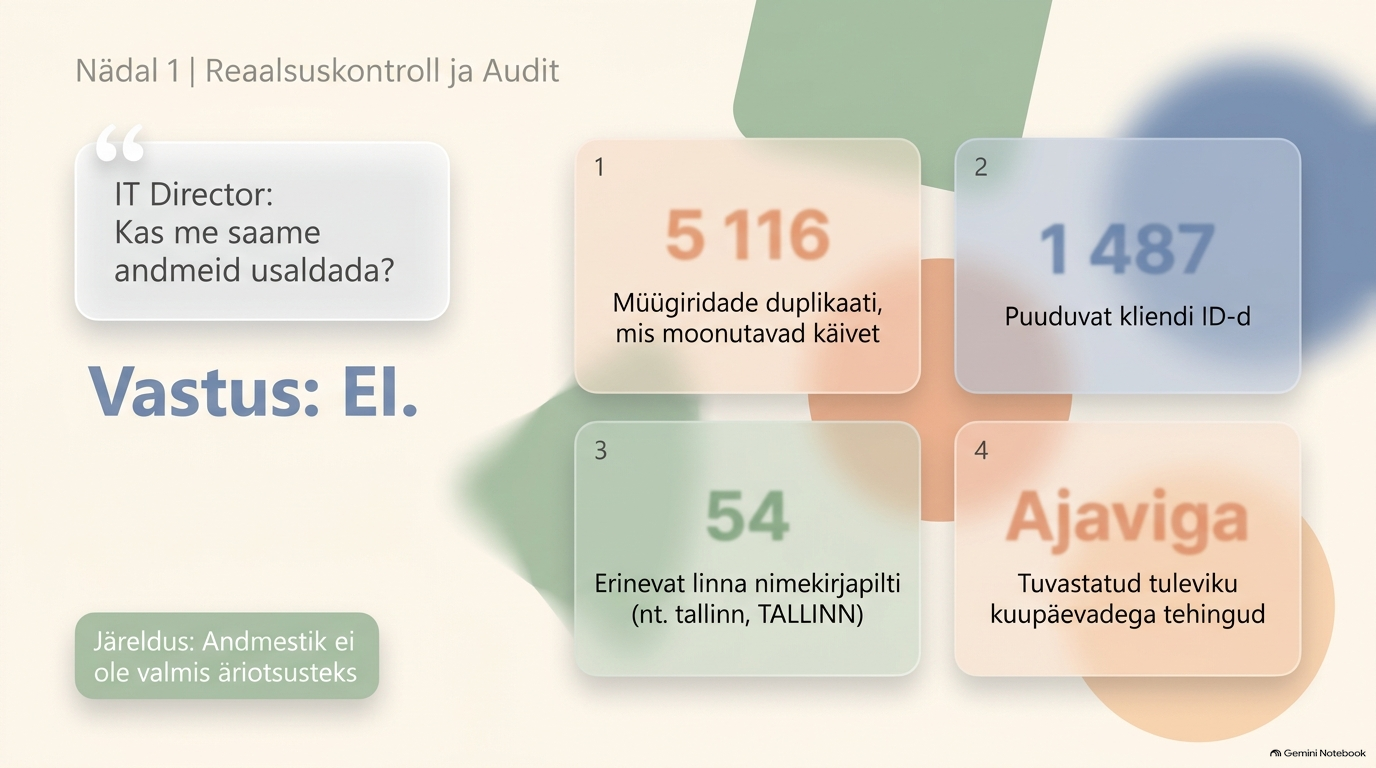 Nädal 1 | Reaalsuskontroll ja Audit
“
IT Director:
Kas me saame
andmeid usaldada?
Vastus: EI.
Järeldus: Andmestik ei
ole valmis äriotsusteks
1
5 116
Müügiridade duplikaati,
mis moonutavad käivet
2
1 487
Puuduvat kliendi ID-d
3
54
Erinevat linna nimekirjapilti
(nt. tallinn, TALLINN)
4
Ajaviga
Tuvastatud tuleviku
kuupäevadega tehingud
Gemini Notebook